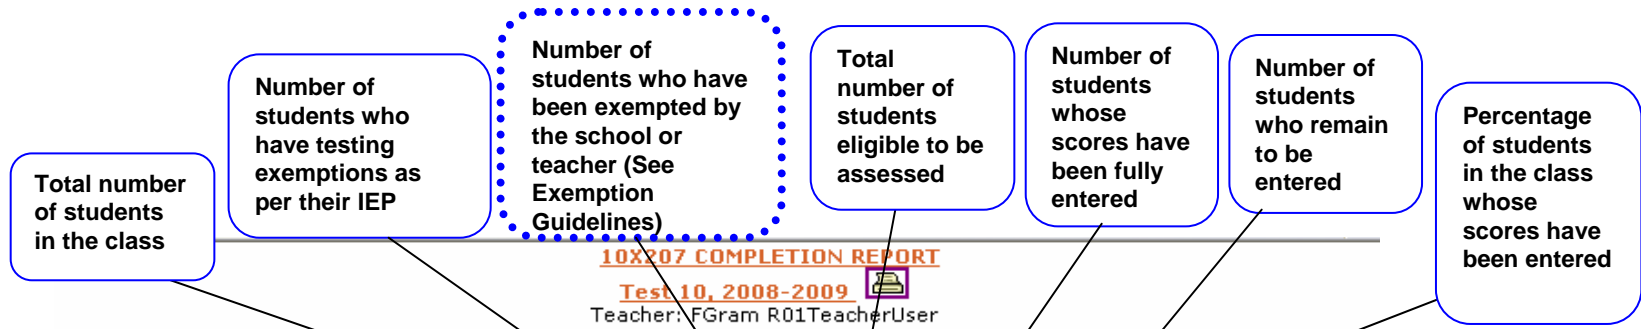 Total number
of students
in the class
Number of
students who
have testing
exemptions as
per their IEP
Number of
students who have
been exempted by
the school or
teacher (See
Exemption
Guidelines)
Total
number of
students
eligible to be
assessed
Number of
students
whose
scores have
been fully
entered
Number of
students
who remain
to be
entered
Percentage
of students
in the class
whose
scores have
been entered
10X207 COMPLETION REPORT
Test 10, 2008-2009
Teacher: FGram R01TeacherUser